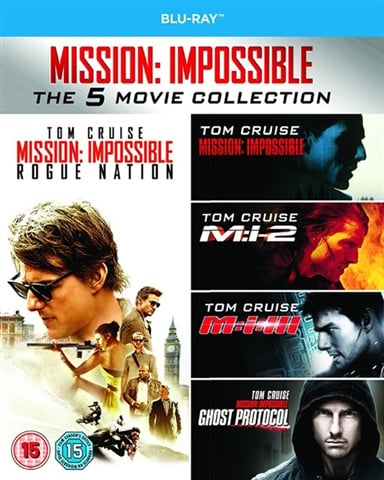 BLU-RAY™
MISSION: IMPOSSIBLE
THE 5 MOVIE COLLECTION
TOM CRUISE
MISSION: IMPOSSIBLE
ROGUE NATION
TOM CRUISE
MISSION: IMPOSSIBLE
TOM CRUISE
M:i-2
TOM CRUISE
M:i:III
TOM CRUISE
MISSION: IMPOSSIBLE
GHOST PROTOCOL
15
15